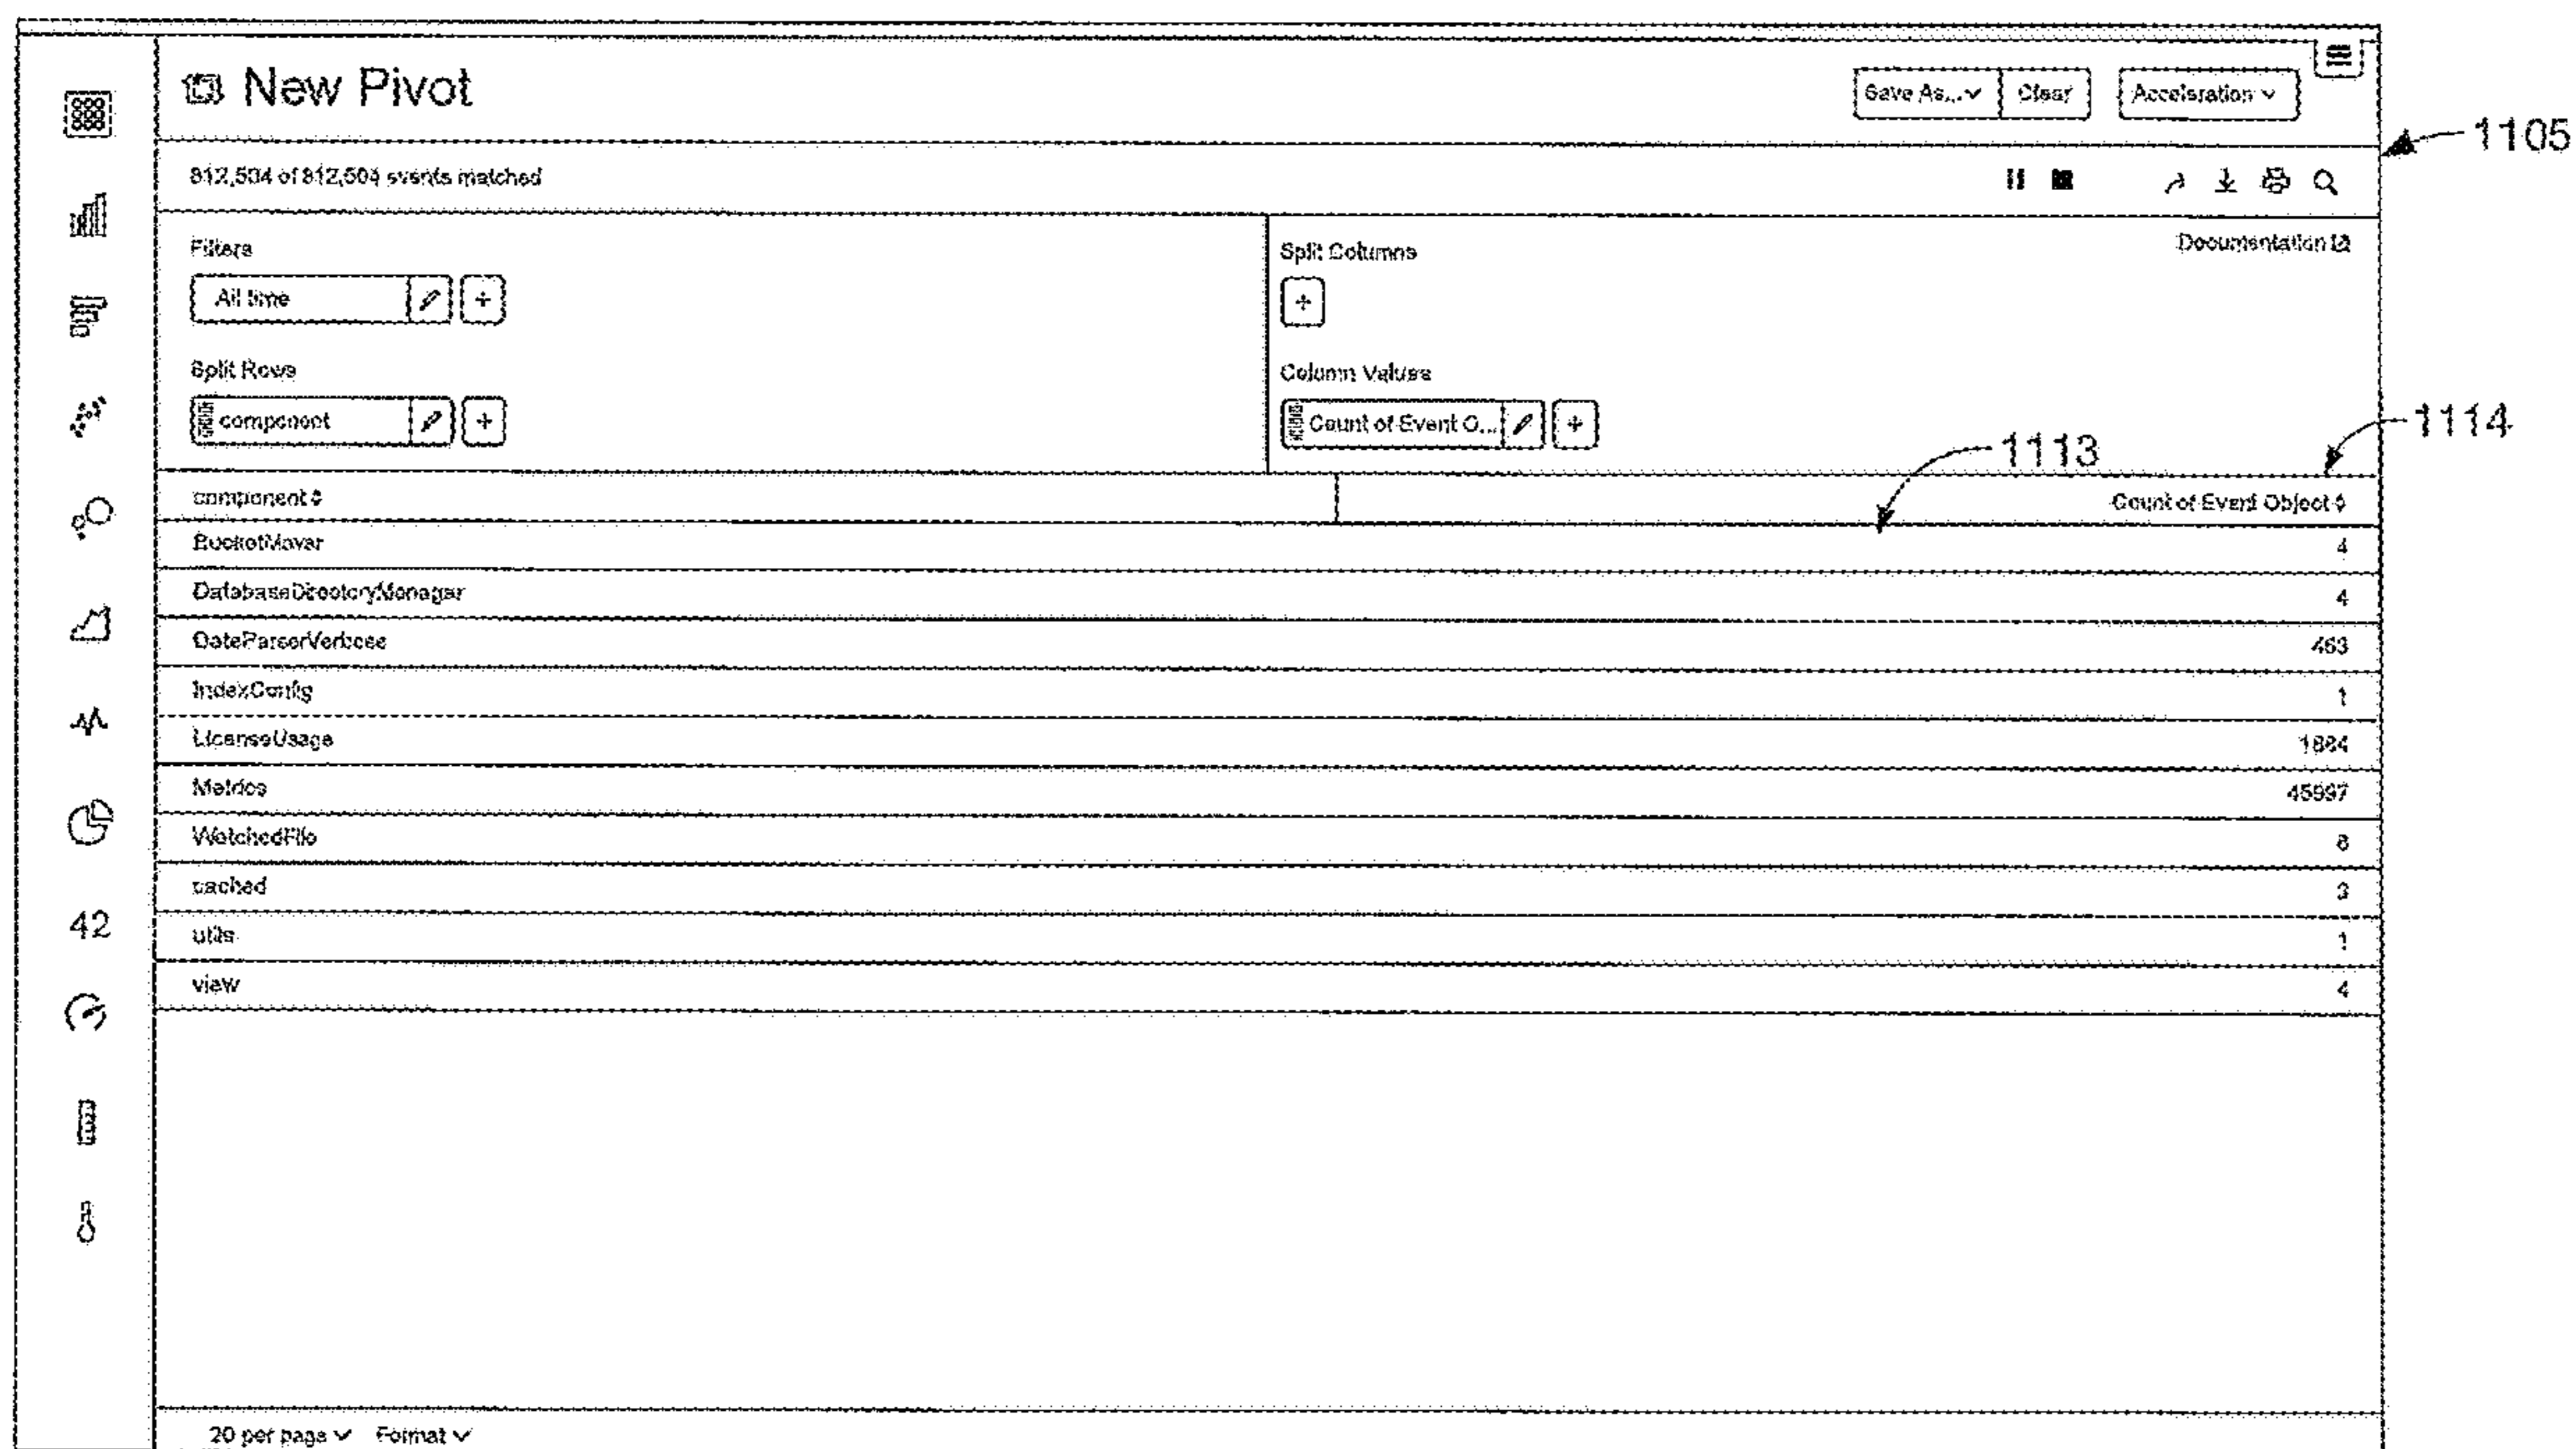 New Pivot
Save As... Clear Acceleration
1105
812,504 of 812,504 events matched
Filters
Split Columns
Documentation
All time
+
+
Split Rows
Column Values
component
+
Count of Event O...
+
1113
1114
component
Count of Event Object
BucketMover
4
DatabaseDirectoryManager
4
DateParserVerbose
463
IndexConfig
1
LicenseUsage
Metrics
WatchedFile
cached
3
utils
1
view
4
42
20 per page Format